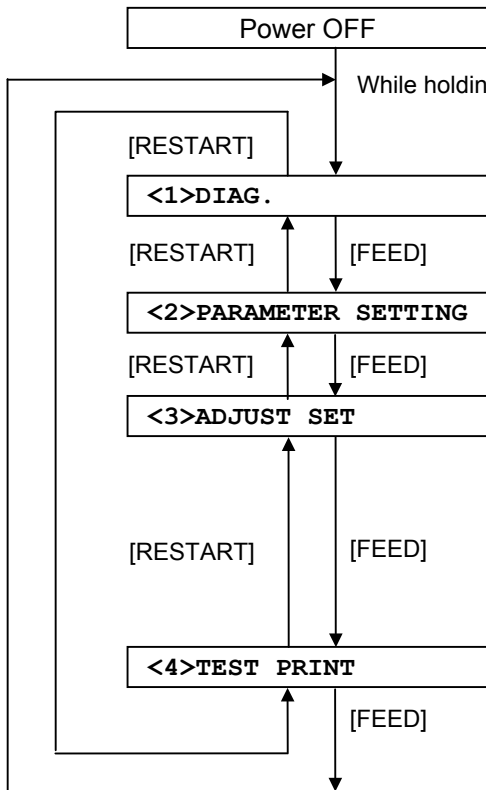 Power OFF
While holdin
[RESTART]
<1>DIAG.
[RESTART] [FEED]
<2>PARAMETER SETTING
[RESTART] [FEED]
<3>ADJUST SET
[RESTART] [FEED]
<4>TEST PRINT
[FEED]